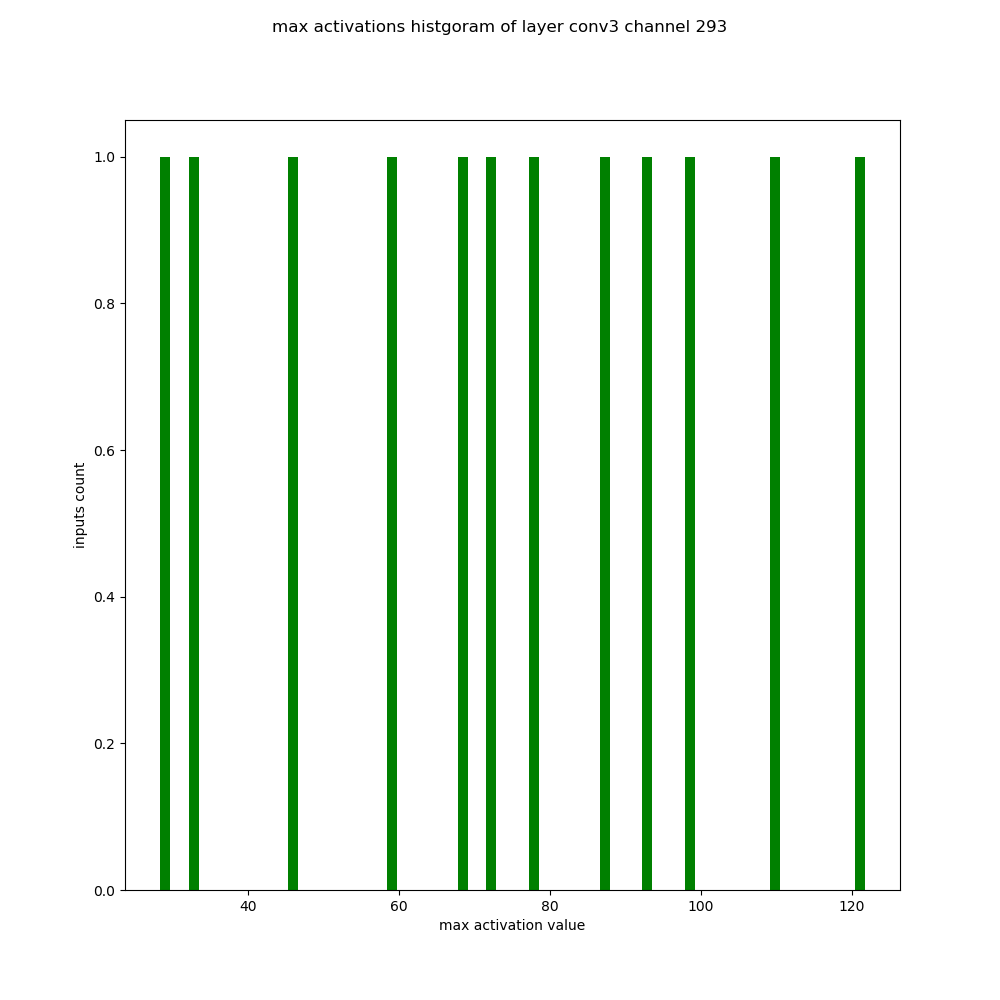 max activations histgoram of layer conv3 channel 293
1.0
0.8
0.6
0.4
0.2
0.0
inputs count
40 60 80 100 120
max activation value